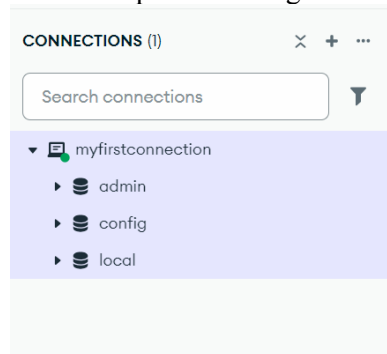 CONNECTIONS (1)
Search connections
myfirstconnection
admin
config
local